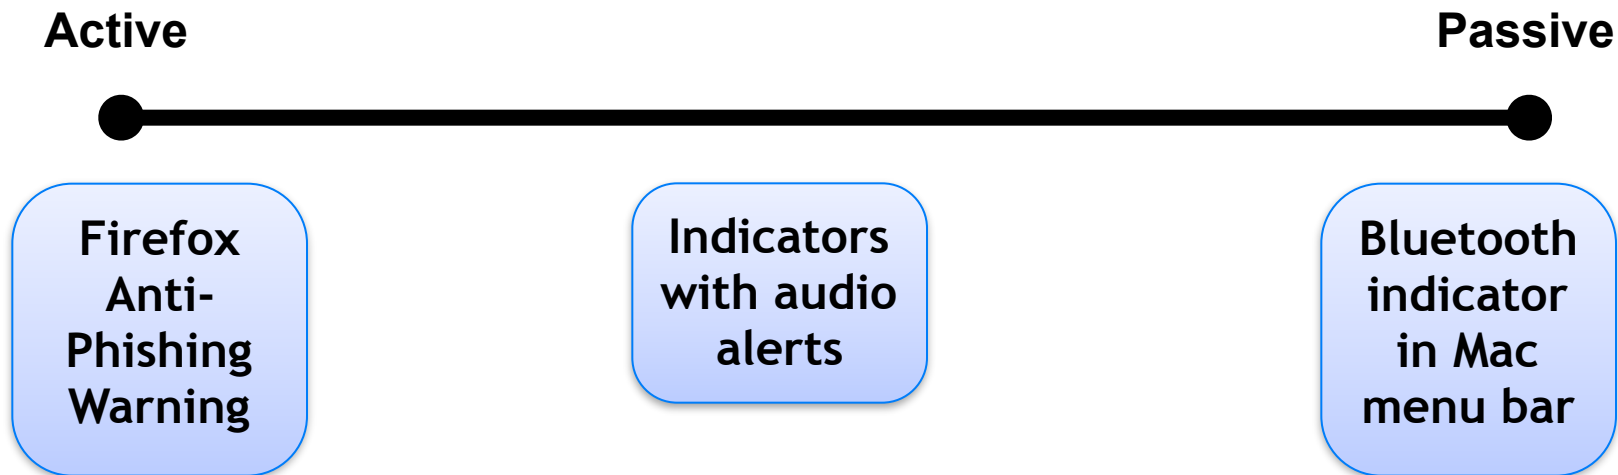 Active
Passive
Firefox
Anti-
Phishing
Warning
Indicators
with audio
alerts
Bluetooth
indicator
in Mac
menu bar